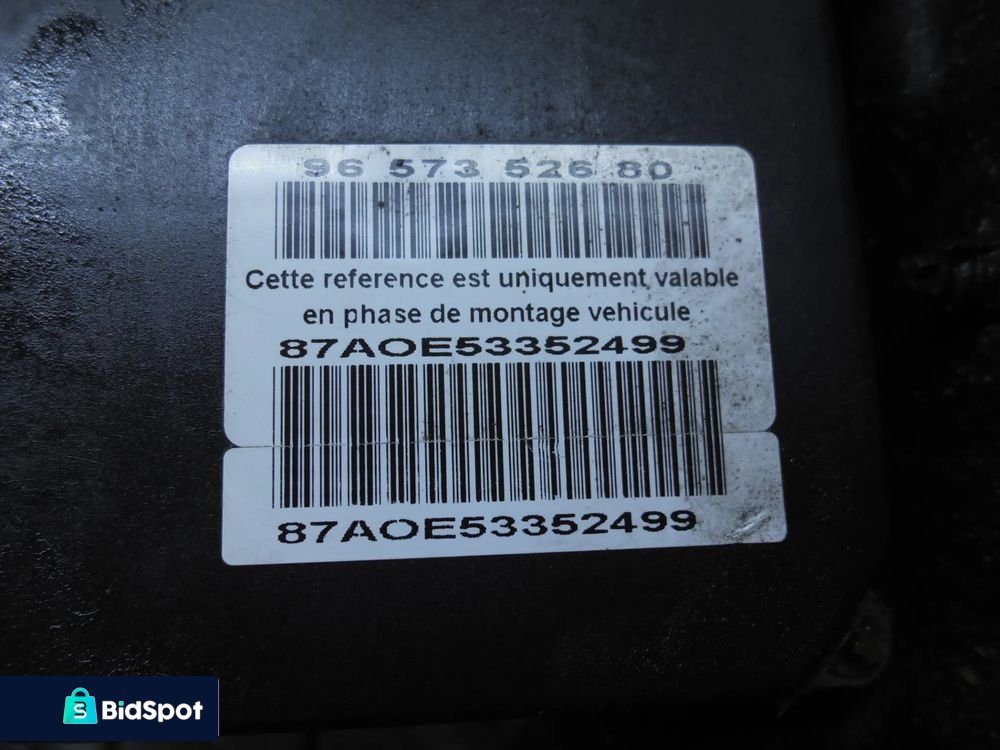 96 573 526 80
Cette reference est uniquement valable
en phase de montage vehicule
87AOE53352499
87AOE53352499
BidSpot